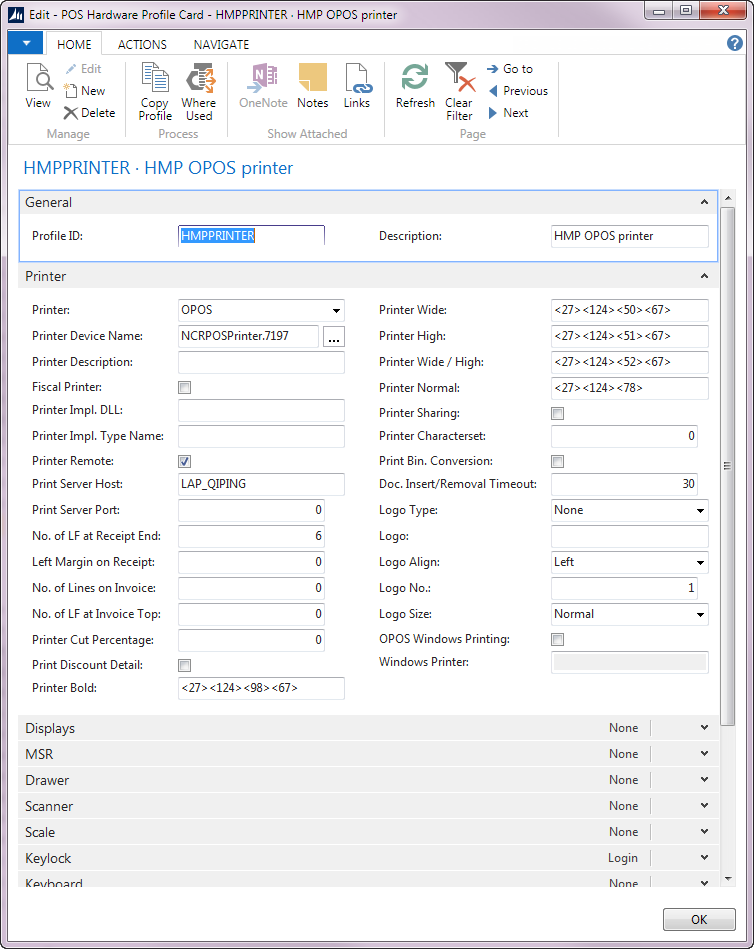 Edit - POS Hardware Profile Card - HMPPRINTER · HMP OPOS printer
HOME ACTIONS NAVIGATE
View
Edit
New
Delete
Manage
Copy Profile
Where Used
Process
OneNote
Notes
Links
Show Attached
Refresh
Clear Filter
Go to
Previous
Next
Page
HMPPRINTER · HMP OPOS printer
General
Profile ID: HMPPRINTER
Description: HMP OPOS printer
Printer
Printer: OPOS
Printer Device Name: NCRPOSPrinter.7197 ...
Printer Description:
Fiscal Printer:
Printer Impl. DLL:
Printer Impl. Type Name:
Printer Remote:
Print Server Host: LAP_QIPING
Print Server Port: 0
No. of LF at Receipt End: 6
Left Margin on Receipt: 0
No. of Lines on Invoice: 0
No. of LF at Invoice Top: 0
Printer Cut Percentage: 0
Print Discount Detail:
Printer Bold: <27><124><98><67>
Printer Wide: <27><124><50><67>
Printer High: <27><124><51><67>
Printer Wide / High: <27><124><52><67>
Printer Normal: <27><124><78>
Printer Sharing:
Printer Characterset: 0
Print Bin. Conversion:
Doc. Insert/Removal Timeout: 30
Logo Type: None
Logo:
Logo Align: Left
Logo No.: 1
Logo Size: Normal
OPOS Windows Printing:
Windows Printer:
Displays None
MSR None
Drawer None
Scanner None
Scale None
Keylock Login
Keyboard None
OK